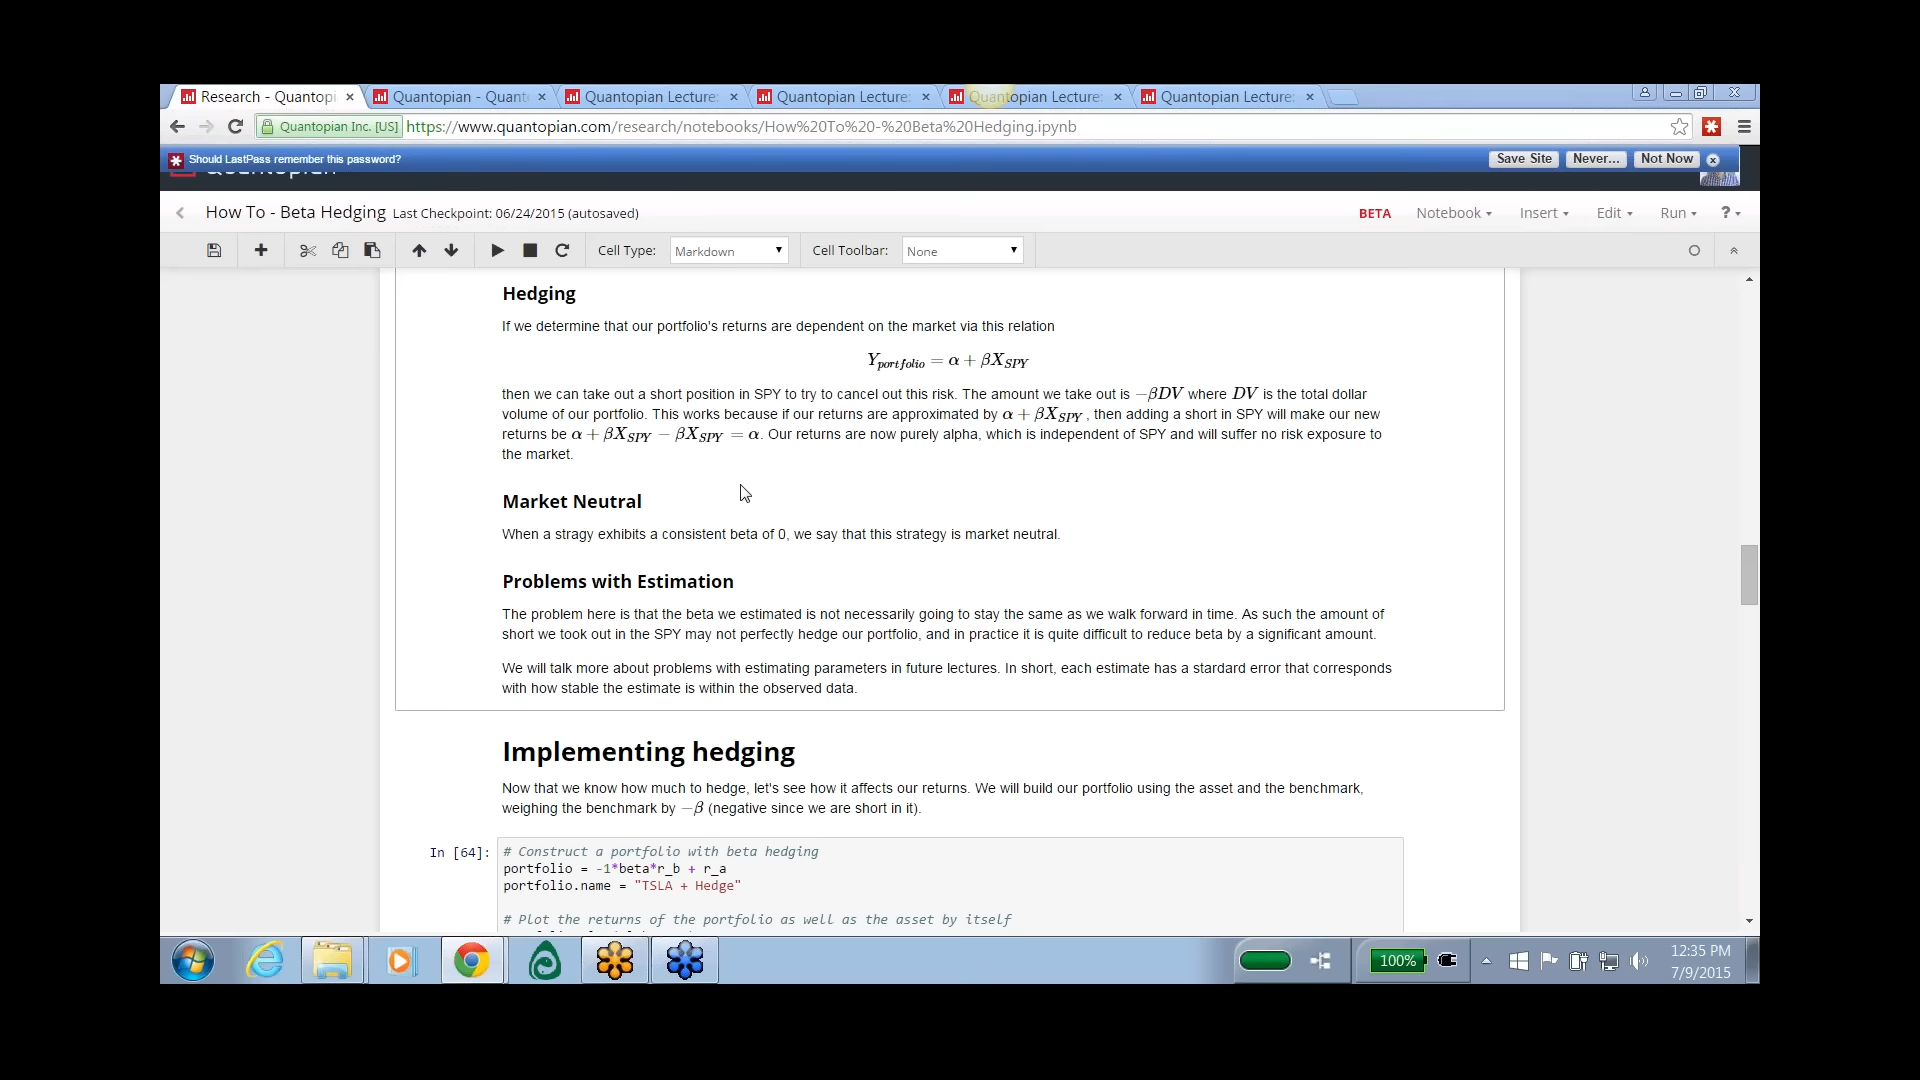 Research - Quantopi
Quantopian - Quant
Quantopian Lecture:
Quantopian Lecture:
Quantopian Lecture:
Quantopian Lecture:
Quantopian Inc. [US] https://www.quantopian.com/research/notebooks/How%20To%20-%20Beta%20Hedging.ipynb
Should LastPass remember this password?
Save Site Never... Not Now
How To - Beta Hedging Last Checkpoint: 06/24/2015 (autosaved)
BETA Notebook Insert Edit Run ?
Cell Type: Markdown Cell Toolbar: None
Hedging
If we determine that our portfolio's returns are dependent on the market via this relation
Y_portfolio = α + βX_SPY
then we can take out a short position in SPY to try to cancel out this risk. The amount we take out is −βDV where DV is the total dollar
volume of our portfolio. This works because if our returns are approximated by α + βX_SPY, then adding a short in SPY will make our new
returns be α + βX_SPY − βX_SPY = α. Our returns are now purely alpha, which is independent of SPY and will suffer no risk exposure to
the market.
Market Neutral
When a stragy exhibits a consistent beta of 0, we say that this strategy is market neutral.
Problems with Estimation
The problem here is that the beta we estimated is not necessarily going to stay the same as we walk forward in time. As such the amount of
short we took out in the SPY may not perfectly hedge our portfolio, and in practice it is quite difficult to reduce beta by a significant amount.
We will talk more about problems with estimating parameters in future lectures. In short, each estimate has a stardard error that corresponds
with how stable the estimate is within the observed data.
Implementing hedging
Now that we know how much to hedge, let's see how it affects our returns. We will build our portfolio using the asset and the benchmark,
weighing the benchmark by −β (negative since we are short in it).
In [64]: # Construct a portfolio with beta hedging
portfolio = -1*beta*r_b + r_a
portfolio.name = "TSLA + Hedge"
# Plot the returns of the portfolio as well as the asset by itself
100%
12:35 PM
7/9/2015